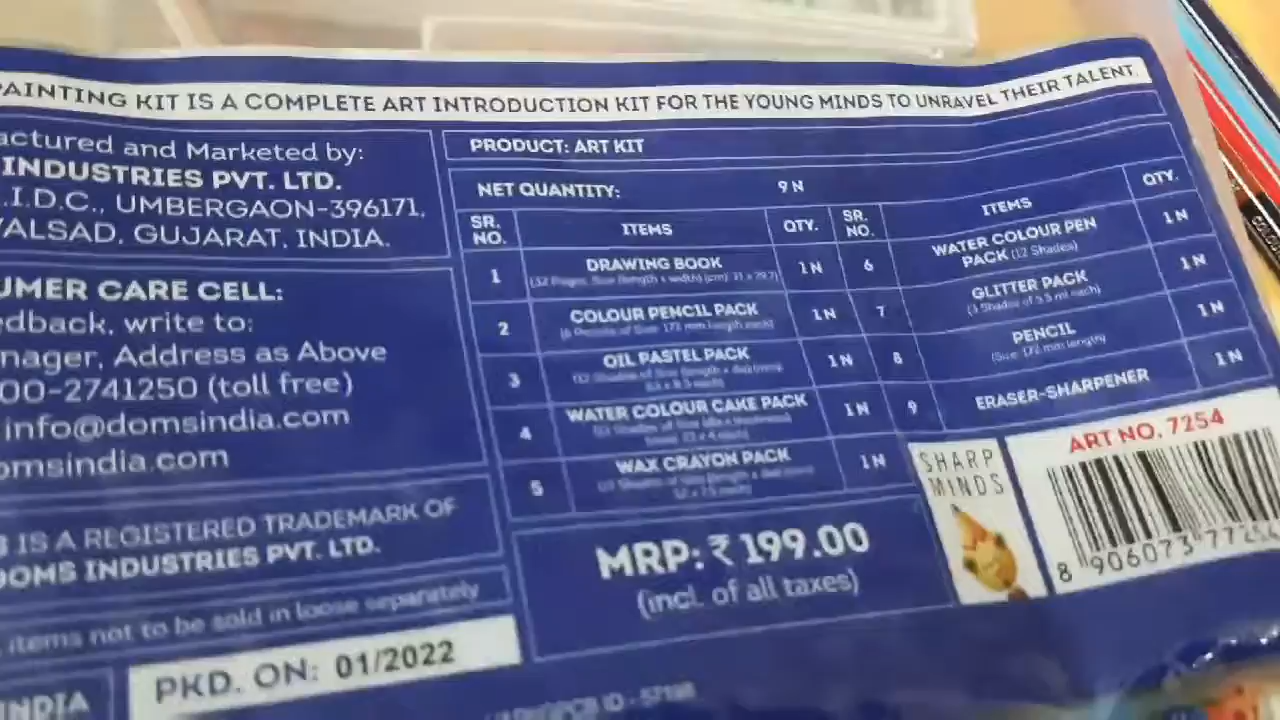 PAINTING KIT IS A COMPLETE ART INTRODUCTION KIT FOR THE YOUNG MINDS TO UNRAVEL THEIR TALENT.
actured and Marketed by:
INDUSTRIES PVT. LTD.
.I.D.C., UMBERGAON-396171,
VALSAD, GUJARAT, INDIA.
UMER CARE CELL:
edback, write to:
nager, Address as Above
00-2741250 (toll free)
info@domsindia.com
omsindia.com
IS A REGISTERED TRADEMARK OF
DOMS INDUSTRIES PVT. LTD.
items not to be sold in loose separately
INDIA
PKD. ON: 01/2022
PRODUCT: ART KIT
NET QUANTITY: 9 N
SR. NO. ITEMS QTY.
1 DRAWING BOOK 1 N
2 COLOUR PENCIL PACK 1 N
3 OIL PASTEL PACK 1 N
4 WATER COLOUR CAKE PACK 1 N
5 WAX CRAYON PACK 1 N
SR. NO. ITEMS QTY.
6 WATER COLOUR PEN PACK (12 Shades) 1 N
7 GLITTER PACK 1 N
8 PENCIL 1 N
9 ERASER-SHARPENER 1 N
MRP: ₹ 199.00
(incl. of all taxes)
SHARP
MINDS
ART NO. 7254
8 906073 77254